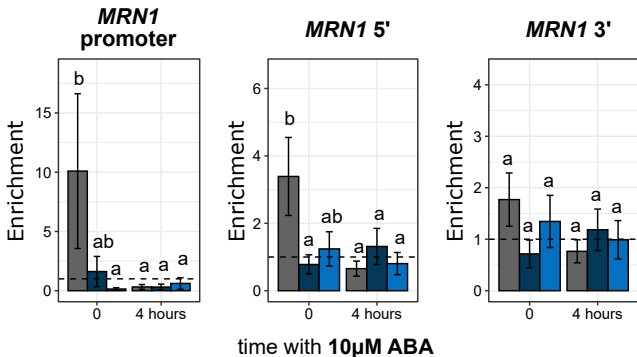 MRN1
promoter
MRN1 5'
MRN1 3'
Enrichment
15
10
5
0
b
ab
a
a
a
a
0
4 hours
Enrichment
6
4
2
0
b
a
ab
a
a
a
0
4 hours
Enrichment
4
3
2
1
0
a
a
a
a
a
a
0
4 hours
time with 10µM ABA